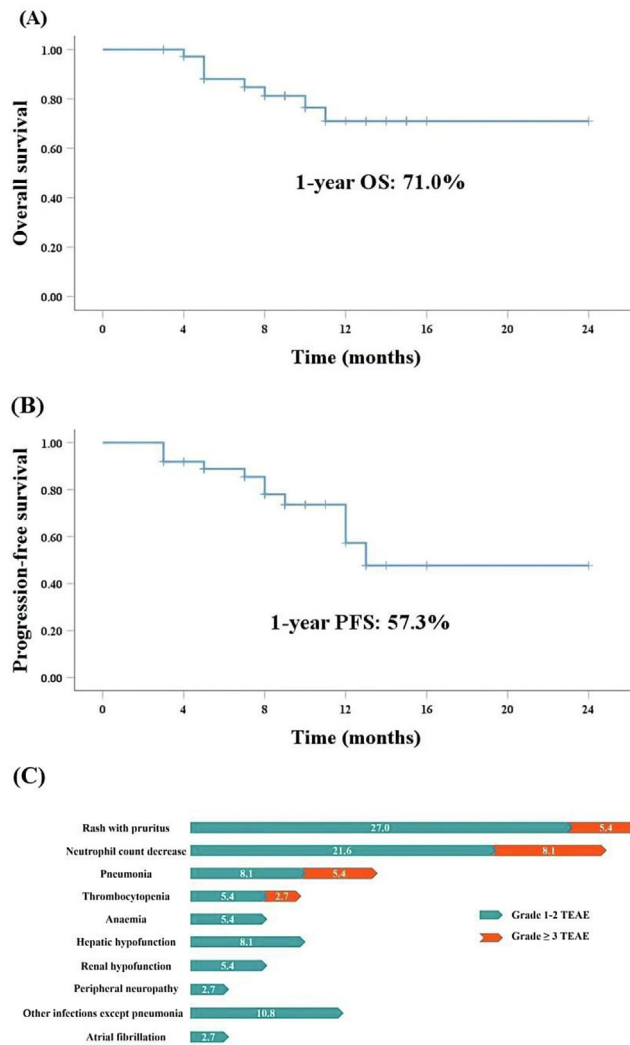 (A)
Overall survival
1.00
0.80
0.60
0.40
0.20
0.00
1-year OS: 71.0%
0 4 8 12 16 20 24
Time (months)
(B)
Progression-free survival
1.00
0.80
0.60
0.40
0.20
0.00
1-year PFS: 57.3%
0 4 8 12 16 20 24
Time (months)
(C)
Rash with pruritus 27.0 5.4
Neutrophil count decrease 21.6 8.1
Pneumonia 8.1 5.4
Thrombocytopenia 5.4 2.7
Anaemia 5.4
Hepatic hypofunction 8.1
Renal hypofunction 5.4
Peripheral neuropathy 2.7
Other infections except pneumonia 10.8
Atrial fibrillation 2.7
Grade 1-2 TEAE
Grade ≥ 3 TEAE